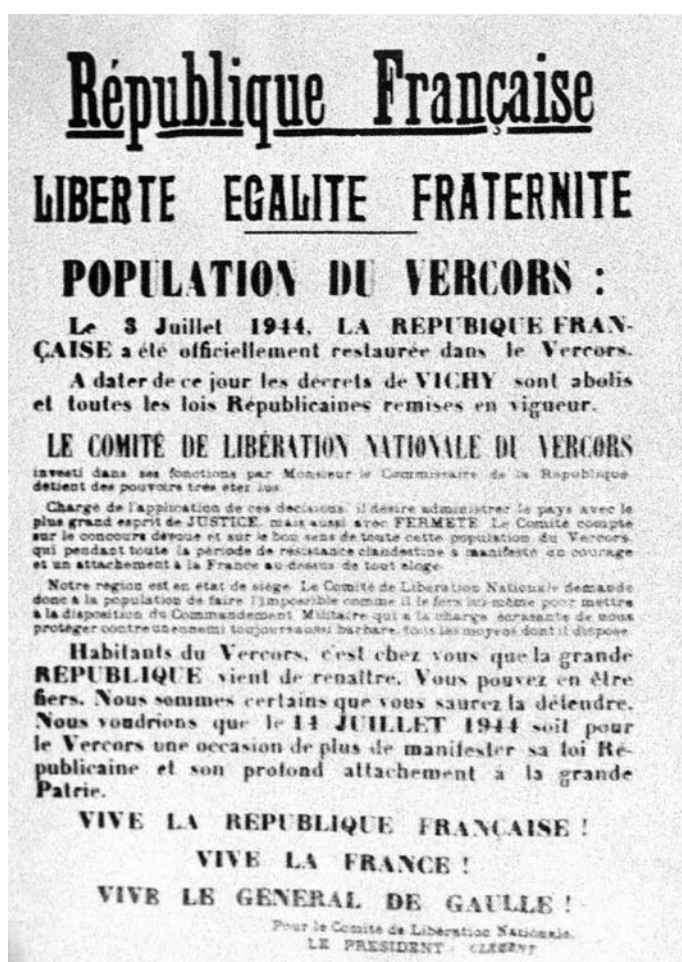 République Française
LIBERTE EGALITE FRATERNITE
POPULATION DU VERCORS :
Le 3 Juillet 1944, LA REPUBIQUE FRAN-
ÇAISE a été officiellement restaurée dans le Vercors.
A dater de ce jour les décrets de VICHY sont abolis
et toutes les lois Républicaines remises en vigueur.
LE COMITÉ DE LIBÉRATION NATIONALE DU VERCORS
investi dans ses fonctions par Monsieur le Commissaire de la République
détient des pouvoirs très
Chargé de l'application de ces décisions, il désire administrer le pays avec le
plus grand esprit de JUSTICE, mais aussi avec FERMETÉ. Le Comité compte
sur le concours dévoué et sur le bon sens de toute cette population du Vercors,
qui pendant toute la période de résistance clandestine a manifesté un courage
et un attachement à la France au dessus de tout éloge.
Notre région est en état de siège. Le Comité de Libération Nationale demande
donc à la population de faire l'impossible comme il le fera lui-même pour mettre
à la disposition du Commandement Militaire qui a la charge écrasante de nous
protéger contre un ennemi toujours aussi barbare, tous les moyens dont il dispose.
Habitants du Vercors, c'est chez vous que la grande
RÉPUBLIQUE vient de renaître. Vous pouvez en être
fiers. Nous sommes certains que vous saurez la défendre.
Nous voudrions que le 14 JUILLET 1944 soit pour
le Vercors une occasion de plus de manifester sa foi Ré-
publicaine et son profond attachement à la grande
Patrie.
VIVE LA REPUBLIQUE FRANÇAISE !
VIVE LA FRANCE !
VIVE LE GENERAL DE GAULLE !
Pour le Comité de Libération Nationale,
LE PRESIDENT : CLÉMENT